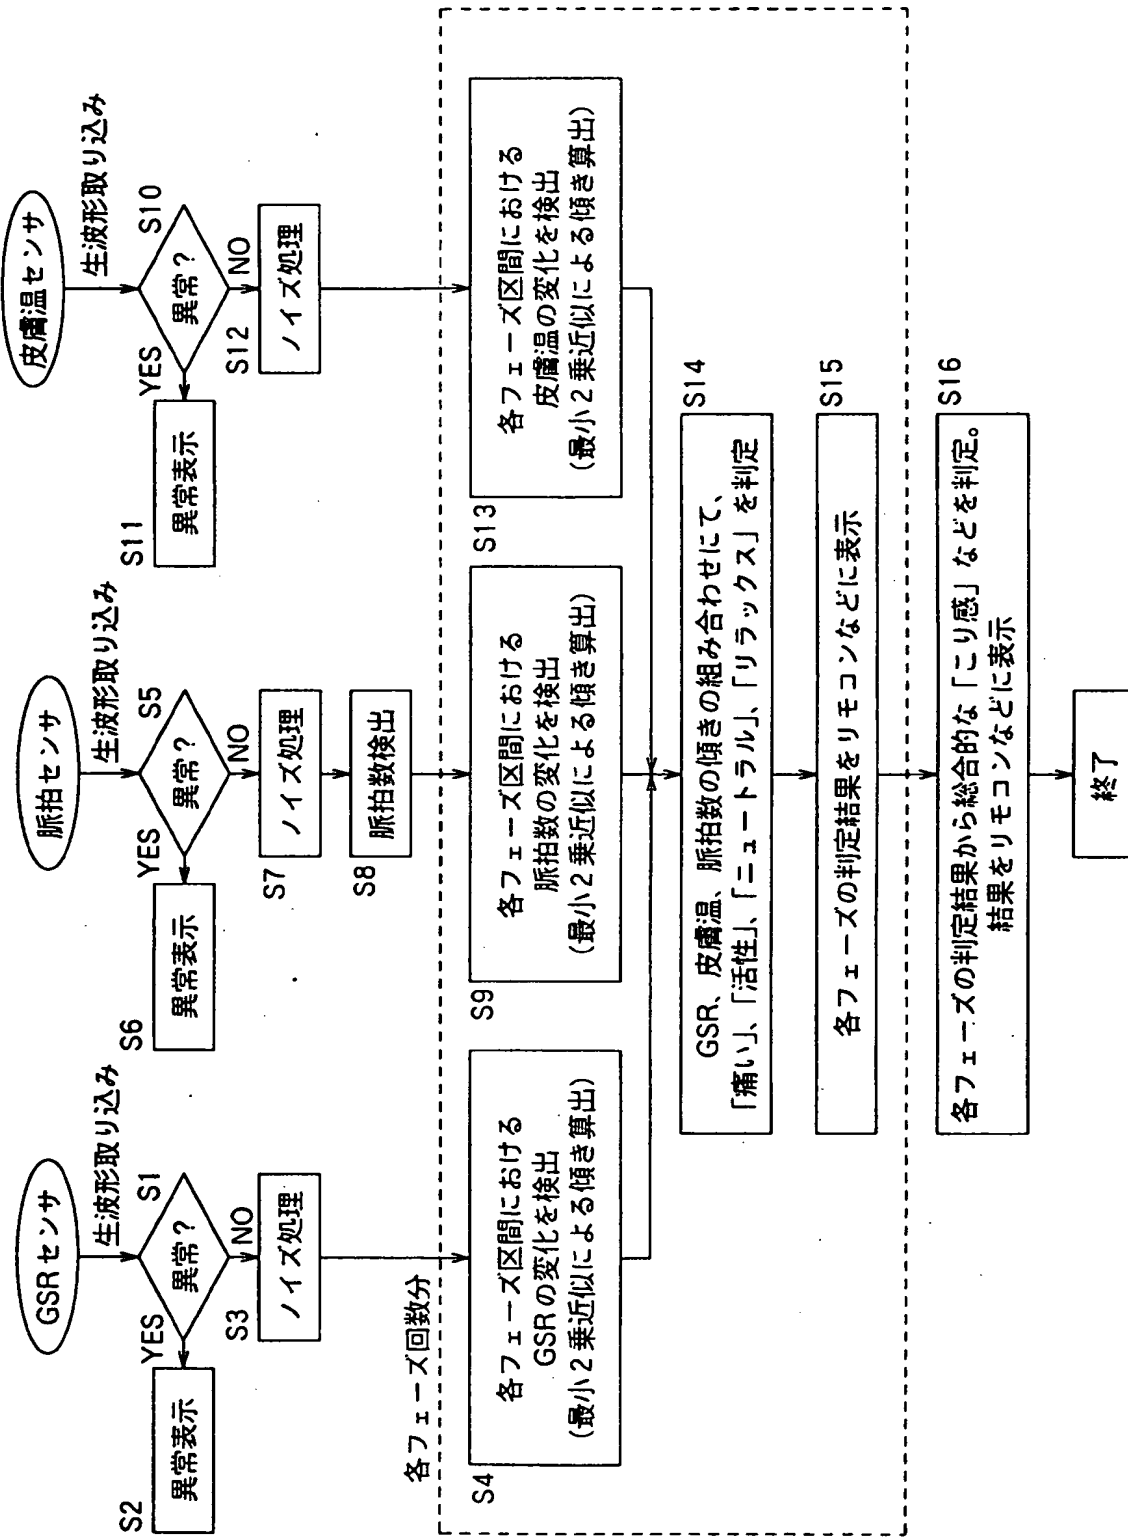 GSRセンサ
生波形取り込み
S1
異常?
YES
NO
S2
異常表示
S3
ノイズ処理
各フェーズ回数分
S4
各フェーズ区間における
GSRの変化を検出
(最小2乗近似による傾き算出)
脈拍センサ
生波形取り込み
S5
異常?
YES
NO
S6
異常表示
S7
ノイズ処理
S8
脈拍数検出
S9
各フェーズ区間における
脈拍数の変化を検出
(最小2乗近似による傾き算出)
皮膚温センサ
生波形取り込み
S10
異常?
YES
NO
S11
異常表示
S12
ノイズ処理
S13
各フェーズ区間における
皮膚温の変化を検出
(最小2乗近似による傾き算出)
S14
GSR、皮膚温、脈拍数の傾きの組み合わせにて、
「痛い」、「活性」、「ニュートラル」、「リラックス」を判定
S15
各フェーズの判定結果をリモコンなどに表示
S16
各フェーズの判定結果から総合的な「こり感」などを判定。
結果をリモコンなどに表示
終了